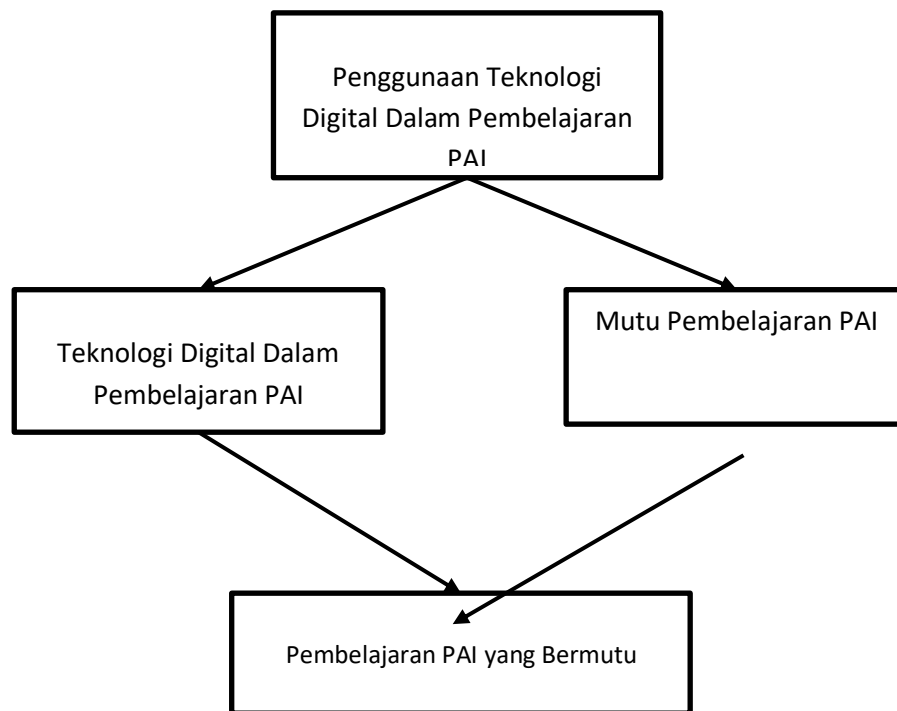 Penggunaan Teknologi
Digital Dalam Pembelajaran
PAI
Teknologi Digital Dalam
Pembelajaran PAI
Mutu Pembelajaran PAI
Pembelajaran PAI yang Bermutu